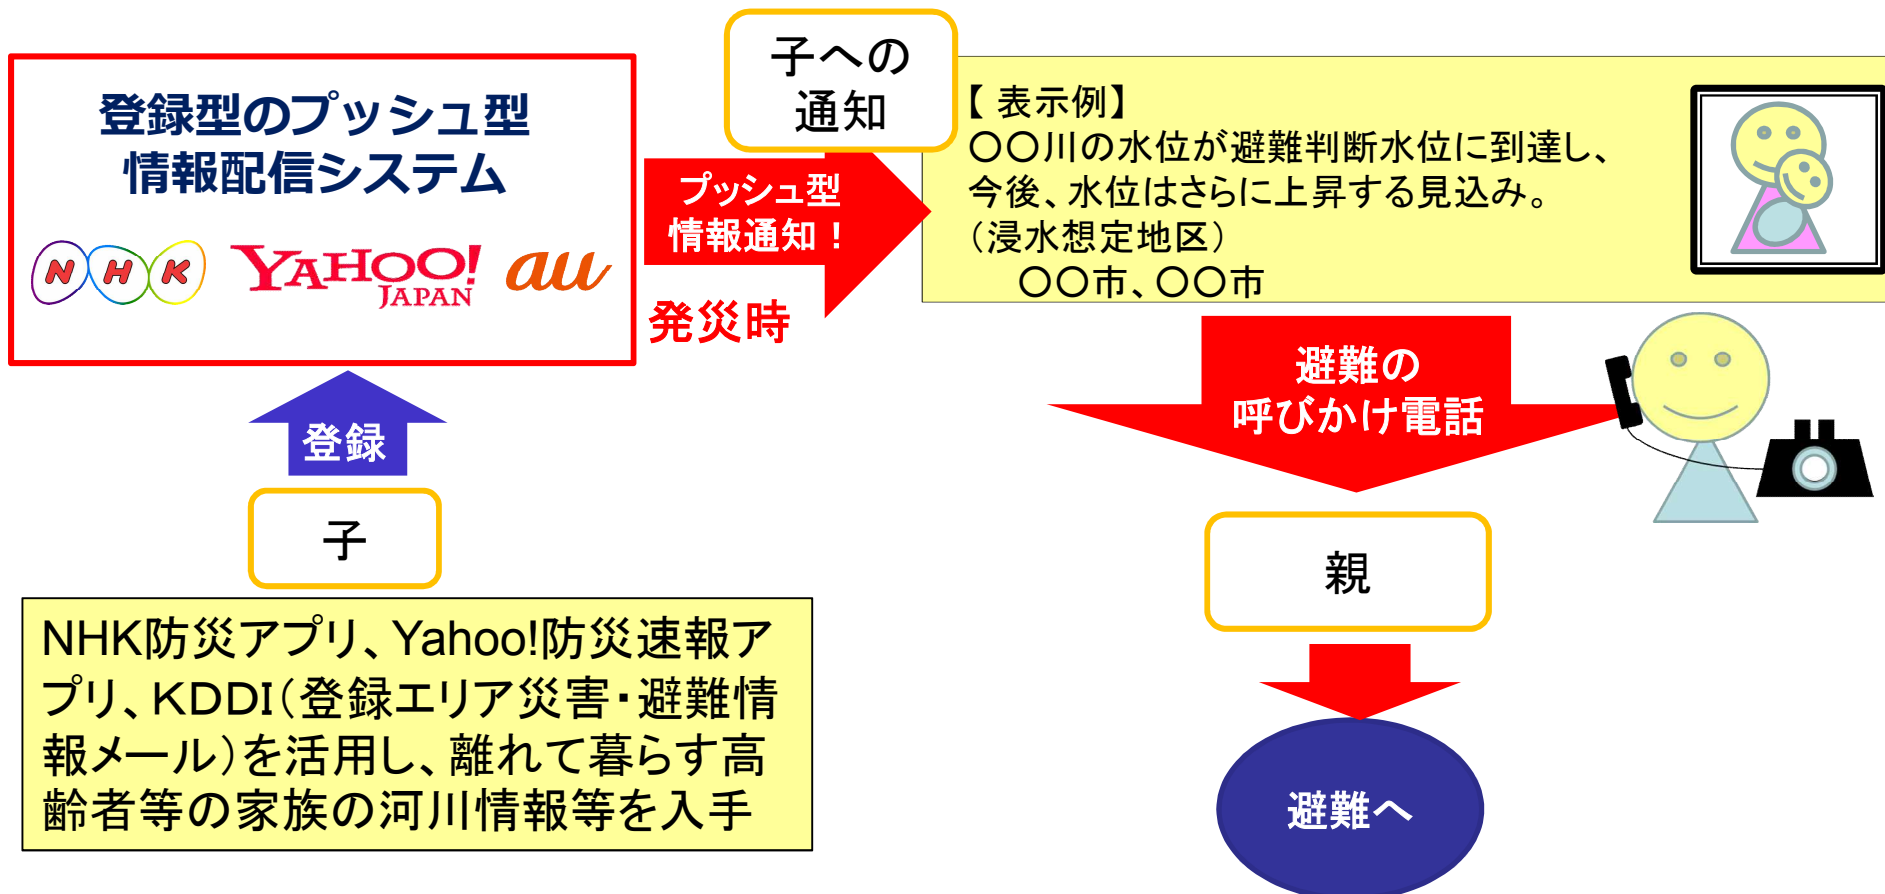 登録型のプッシュ型
情報配信システム
NHK
YAHOO!
JAPAN
au
登録
子
NHK防災アプリ、Yahoo!防災速報ア
プリ、KDDI（登録エリア災害・避難情
報メール）を活用し、離れて暮らす高
齢者等の家族の河川情報等を入手
プッシュ型
情報通知！
発災時
子への
通知
【 表示例】
〇〇川の水位が避難判断水位に到達し、
今後、水位はさらに上昇する見込み。
（浸水想定地区）
〇〇市、〇〇市
避難の
呼びかけ電話
親
避難へ